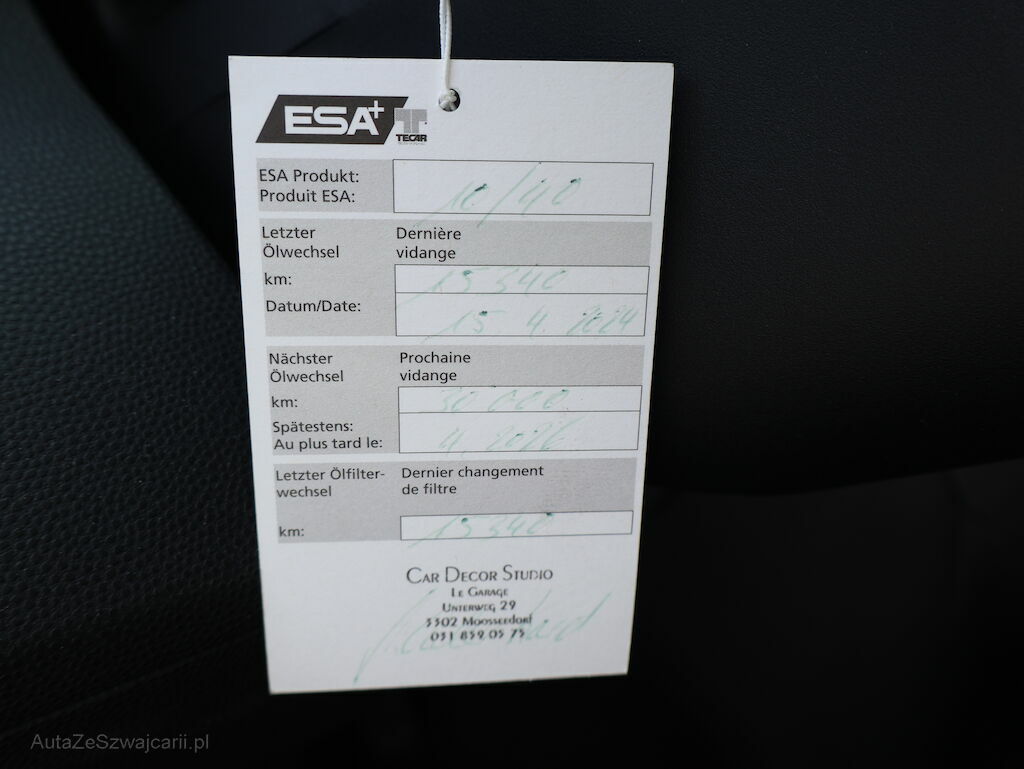 ESA+
TECAR
ESA Produkt:
Produit ESA:
10/40
Letzter
Ölwechsel
Dernière
vidange
km:
15 340
Datum/Date:
15 4. 2024
Nächster
Ölwechsel
Prochaine
vidange
km:
30 000
Spätestens:
Au plus tard le:
4. 2026
Letzter Ölfilter-
wechsel
Dernier changement
de filtre
km:
15 340
CAR DECOR STUDIO
LE GARAGE
UNTERWEG 29
3302 MOOSSEEDORF
031 859 05 75
AutaZeSzwajcarii.pl